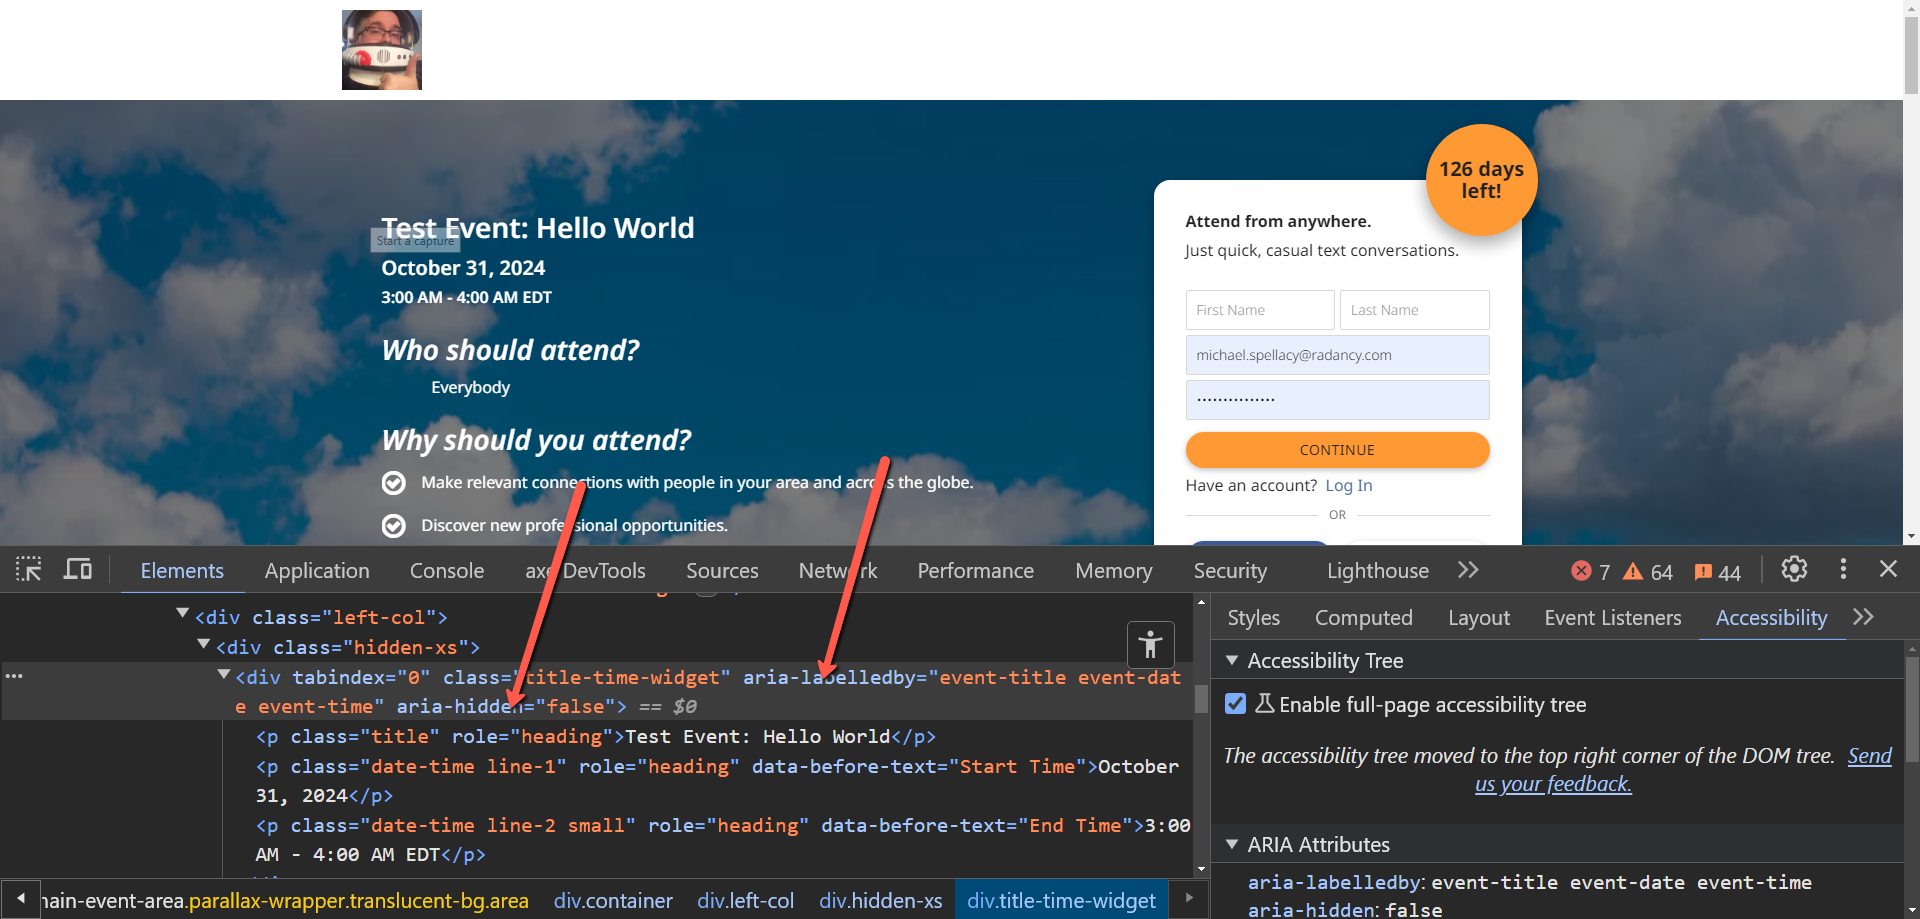 126 days
left!
Test Event: Hello World
Start a capture
October 31, 2024
3:00 AM - 4:00 AM EDT
Who should attend?
Everybody
Why should you attend?
Make relevant connections with people in your area and across the globe.
Discover new professional opportunities.
Attend from anywhere.
Just quick, casual text conversations.
First Name
Last Name
michael.spellacy@radancy.com
CONTINUE
Have an account? Log In
OR
Elements Application Console axe DevTools Sources Network Performance Memory Security Lighthouse
7 64 44
<div class="left-col">
<div class="hidden-xs">
<div tabindex="0" class="title-time-widget" aria-labelledby="event-title event-dat
e event-time" aria-hidden="false"> == $0
<p class="title" role="heading">Test Event: Hello World</p>
<p class="date-time line-1" role="heading" data-before-text="Start Time">October
31, 2024</p>
<p class="date-time line-2 small" role="heading" data-before-text="End Time">3:00
AM - 4:00 AM EDT</p>
nain-event-area.parallax-wrapper.translucent-bg.area div.container div.left-col div.hidden-xs div.title-time-widget
Styles Computed Layout Event Listeners Accessibility
Accessibility Tree
Enable full-page accessibility tree
The accessibility tree moved to the top right corner of the DOM tree. Send
us your feedback.
ARIA Attributes
aria-labelledby: event-title event-date event-time
aria-hidden: false